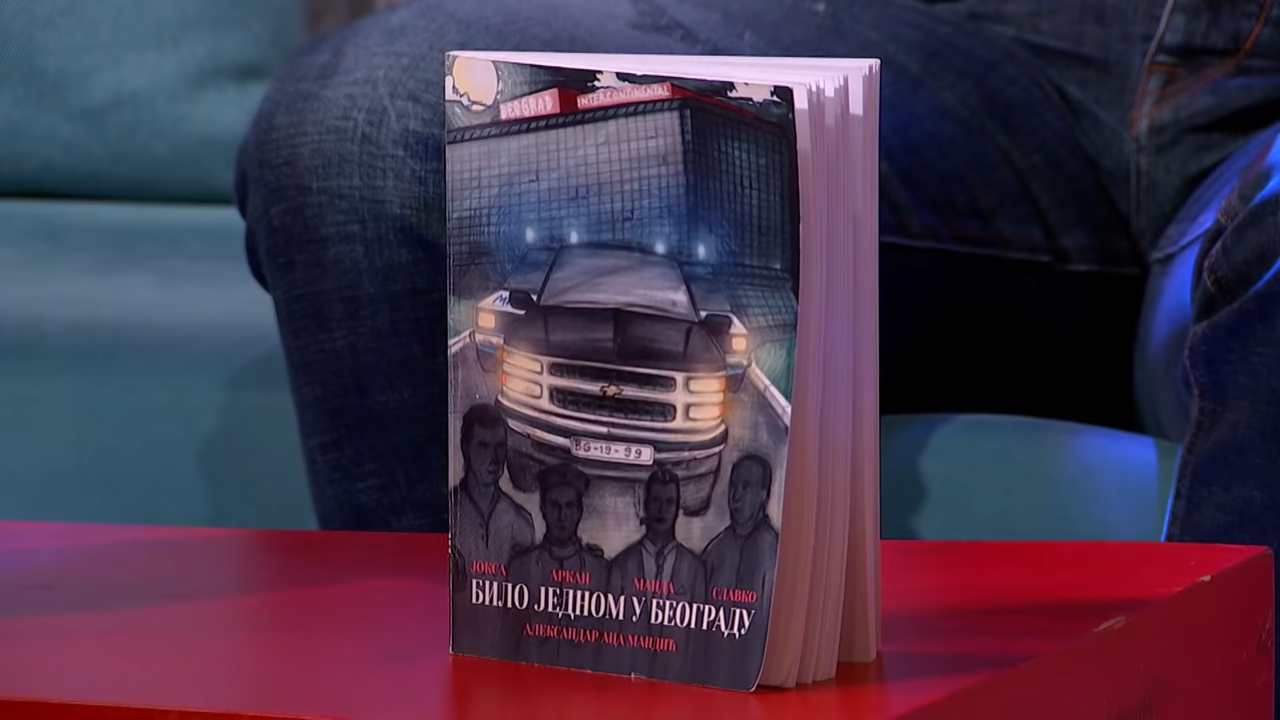 BEOGRAD INTERCONTINENTAL
BG-19-99
ЈОКСА АРКАН МАНДА СЛАВКО
БИЛО ЈЕДНОМ У БЕОГРАДУ
АЛЕКСАНДАР АЦА МАНДИЋ